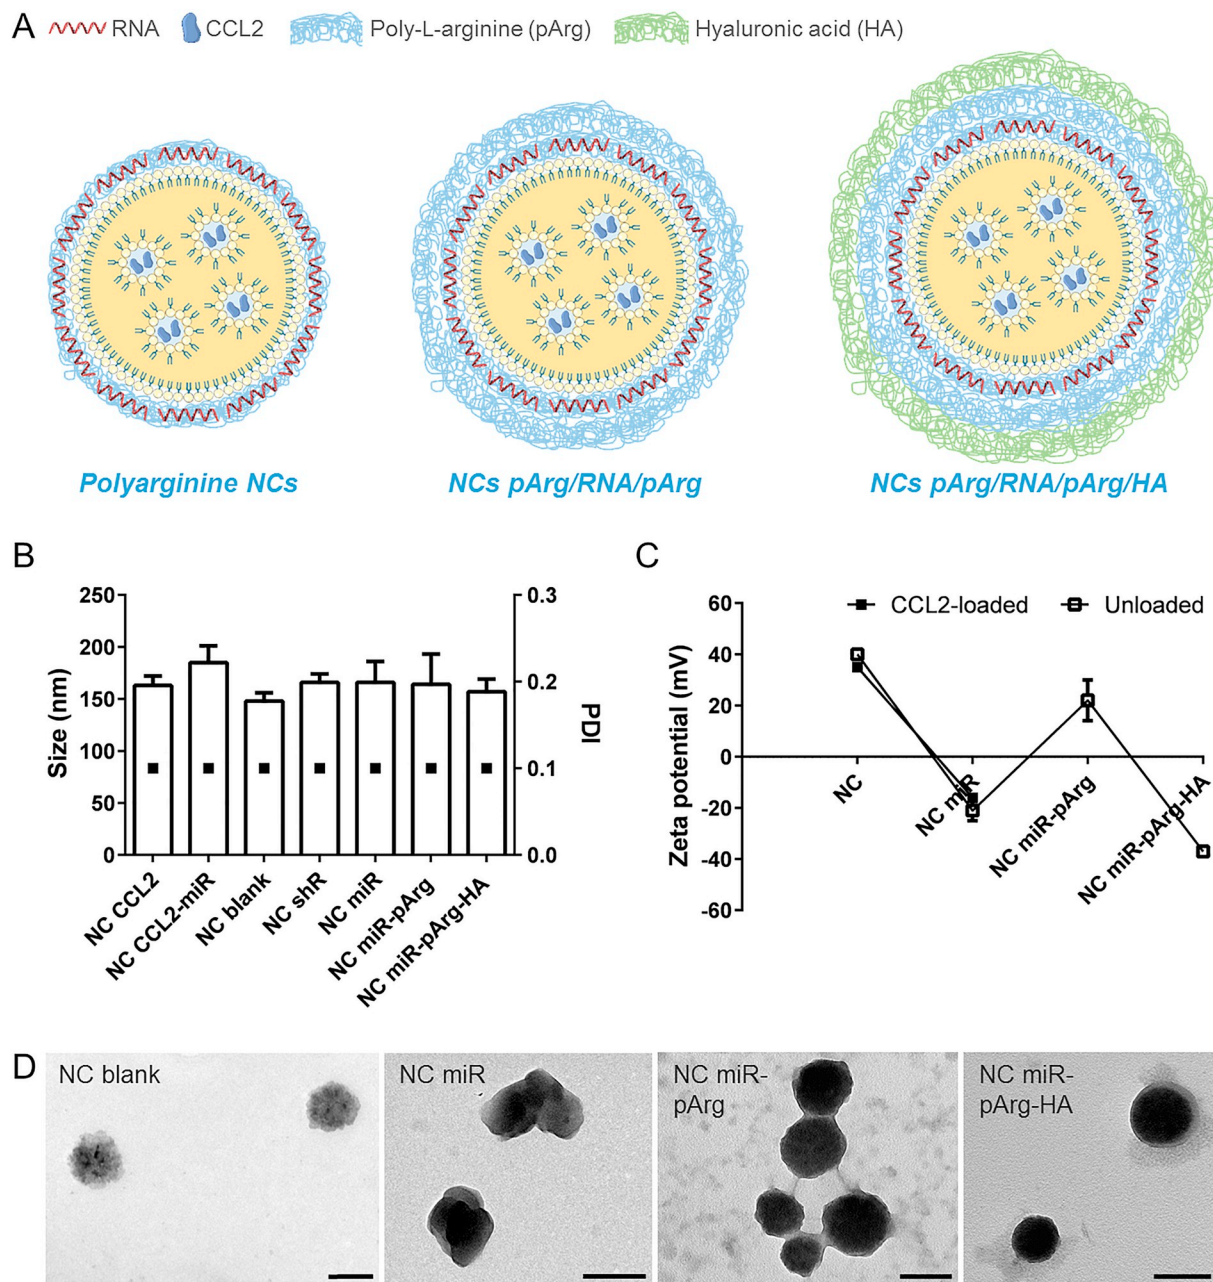 A RNA CCL2 Poly-L-arginine (pArg) Hyaluronic acid (HA)
Polyarginine NCs
NCs pArg/RNA/pArg
NCs pArg/RNA/pArg/HA
B
250
200
150
100
50
0
Size (nm)
0.3
0.2
0.1
0.0
PDI
NC CCL2
NC CCL2-miR
NC blank
NC shR
NC miR
NC miR-pArg
NC miR-pArg-HA
C
CCL2-loaded Unloaded
60
40
20
0
-20
-40
-60
Zeta potential (mV)
NC
NC miR
NC miR-pArg
NC miR-pArg-HA
D
NC blank
NC miR
NC miR-
pArg
NC miR-
pArg-HA